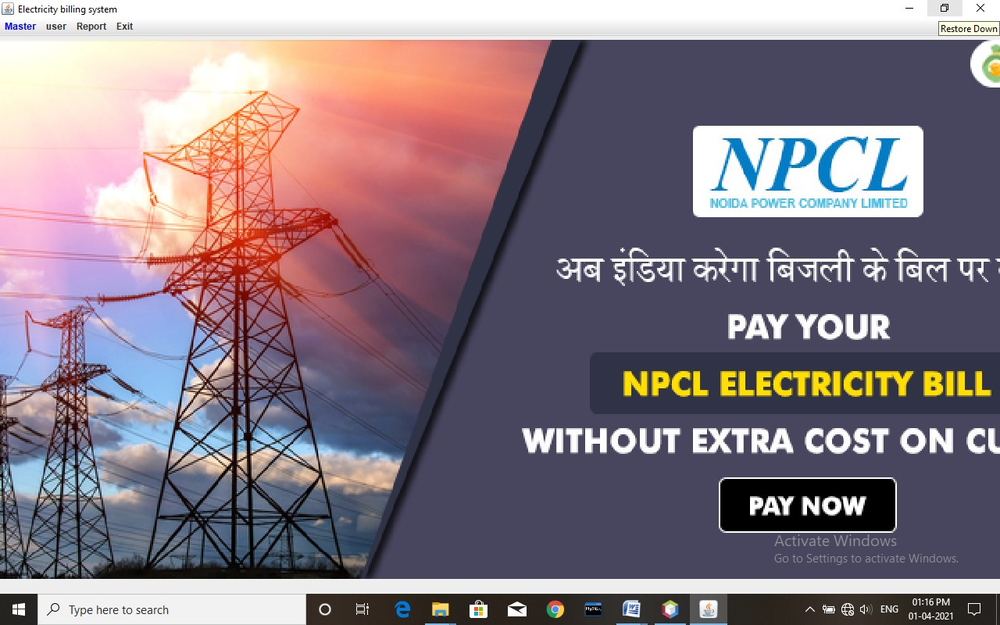 Electricity billing system
Master user Report Exit
Restore Down
NPCL
NOIDA POWER COMPANY LIMITED
अब इंडिया करेगा बिजली के बिल पर
PAY YOUR
NPCL ELECTRICITY BILL
WITHOUT EXTRA COST ON CU
PAY NOW
Activate Windows
Go to Settings to activate Windows.
Type here to search
MySQL
ENG
01:16 PM
01-04-2021